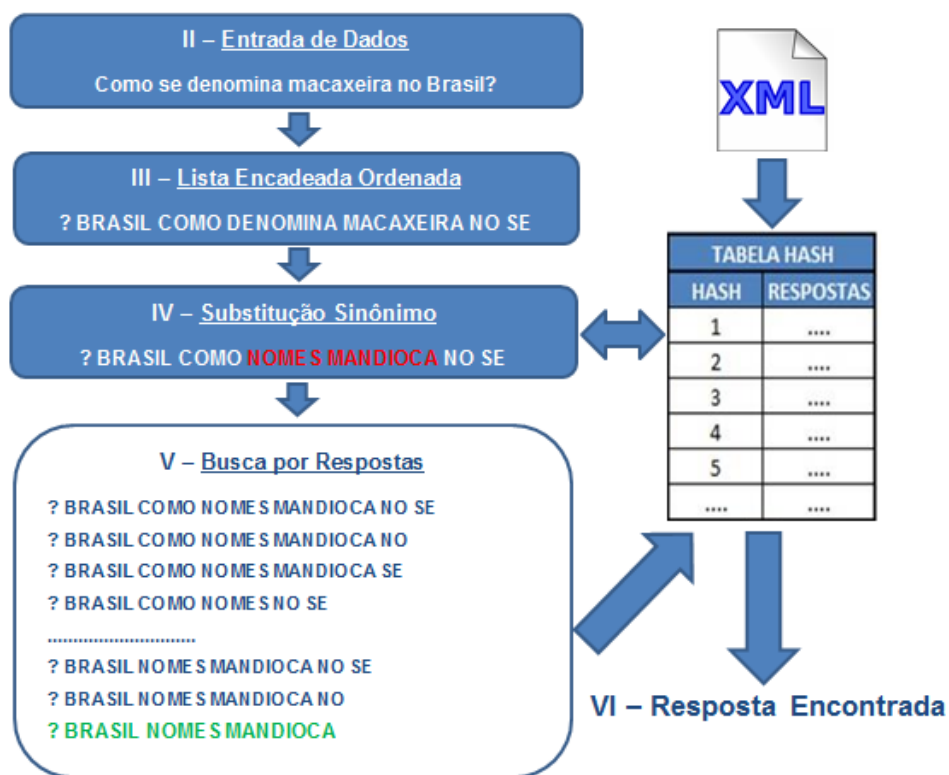 II – Entrada de Dados
Como se denomina macaxeira no Brasil?
III – Lista Encadeada Ordenada
? BRASIL COMO DENOMINA MACAXEIRA NO SE
IV – Substitução Sinônimo
? BRASIL COMO NOMES MANDIOCA NO SE
V – Busca por Respostas
? BRASIL COMO NOMES MANDIOCA NO SE
? BRASIL COMO NOMES MANDIOCA NO
? BRASIL COMO NOMES MANDIOCA SE
? BRASIL COMO NOMES NO SE
..............................
? BRASIL NOMES MANDIOCA NO SE
? BRASIL NOMES MANDIOCA NO
? BRASIL NOMES MANDIOCA
XML
TABELA HASH
HASH RESPOSTAS
1 ....
2 ....
3 ....
4 ....
5 ....
.... ....
VI – Resposta Encontrada